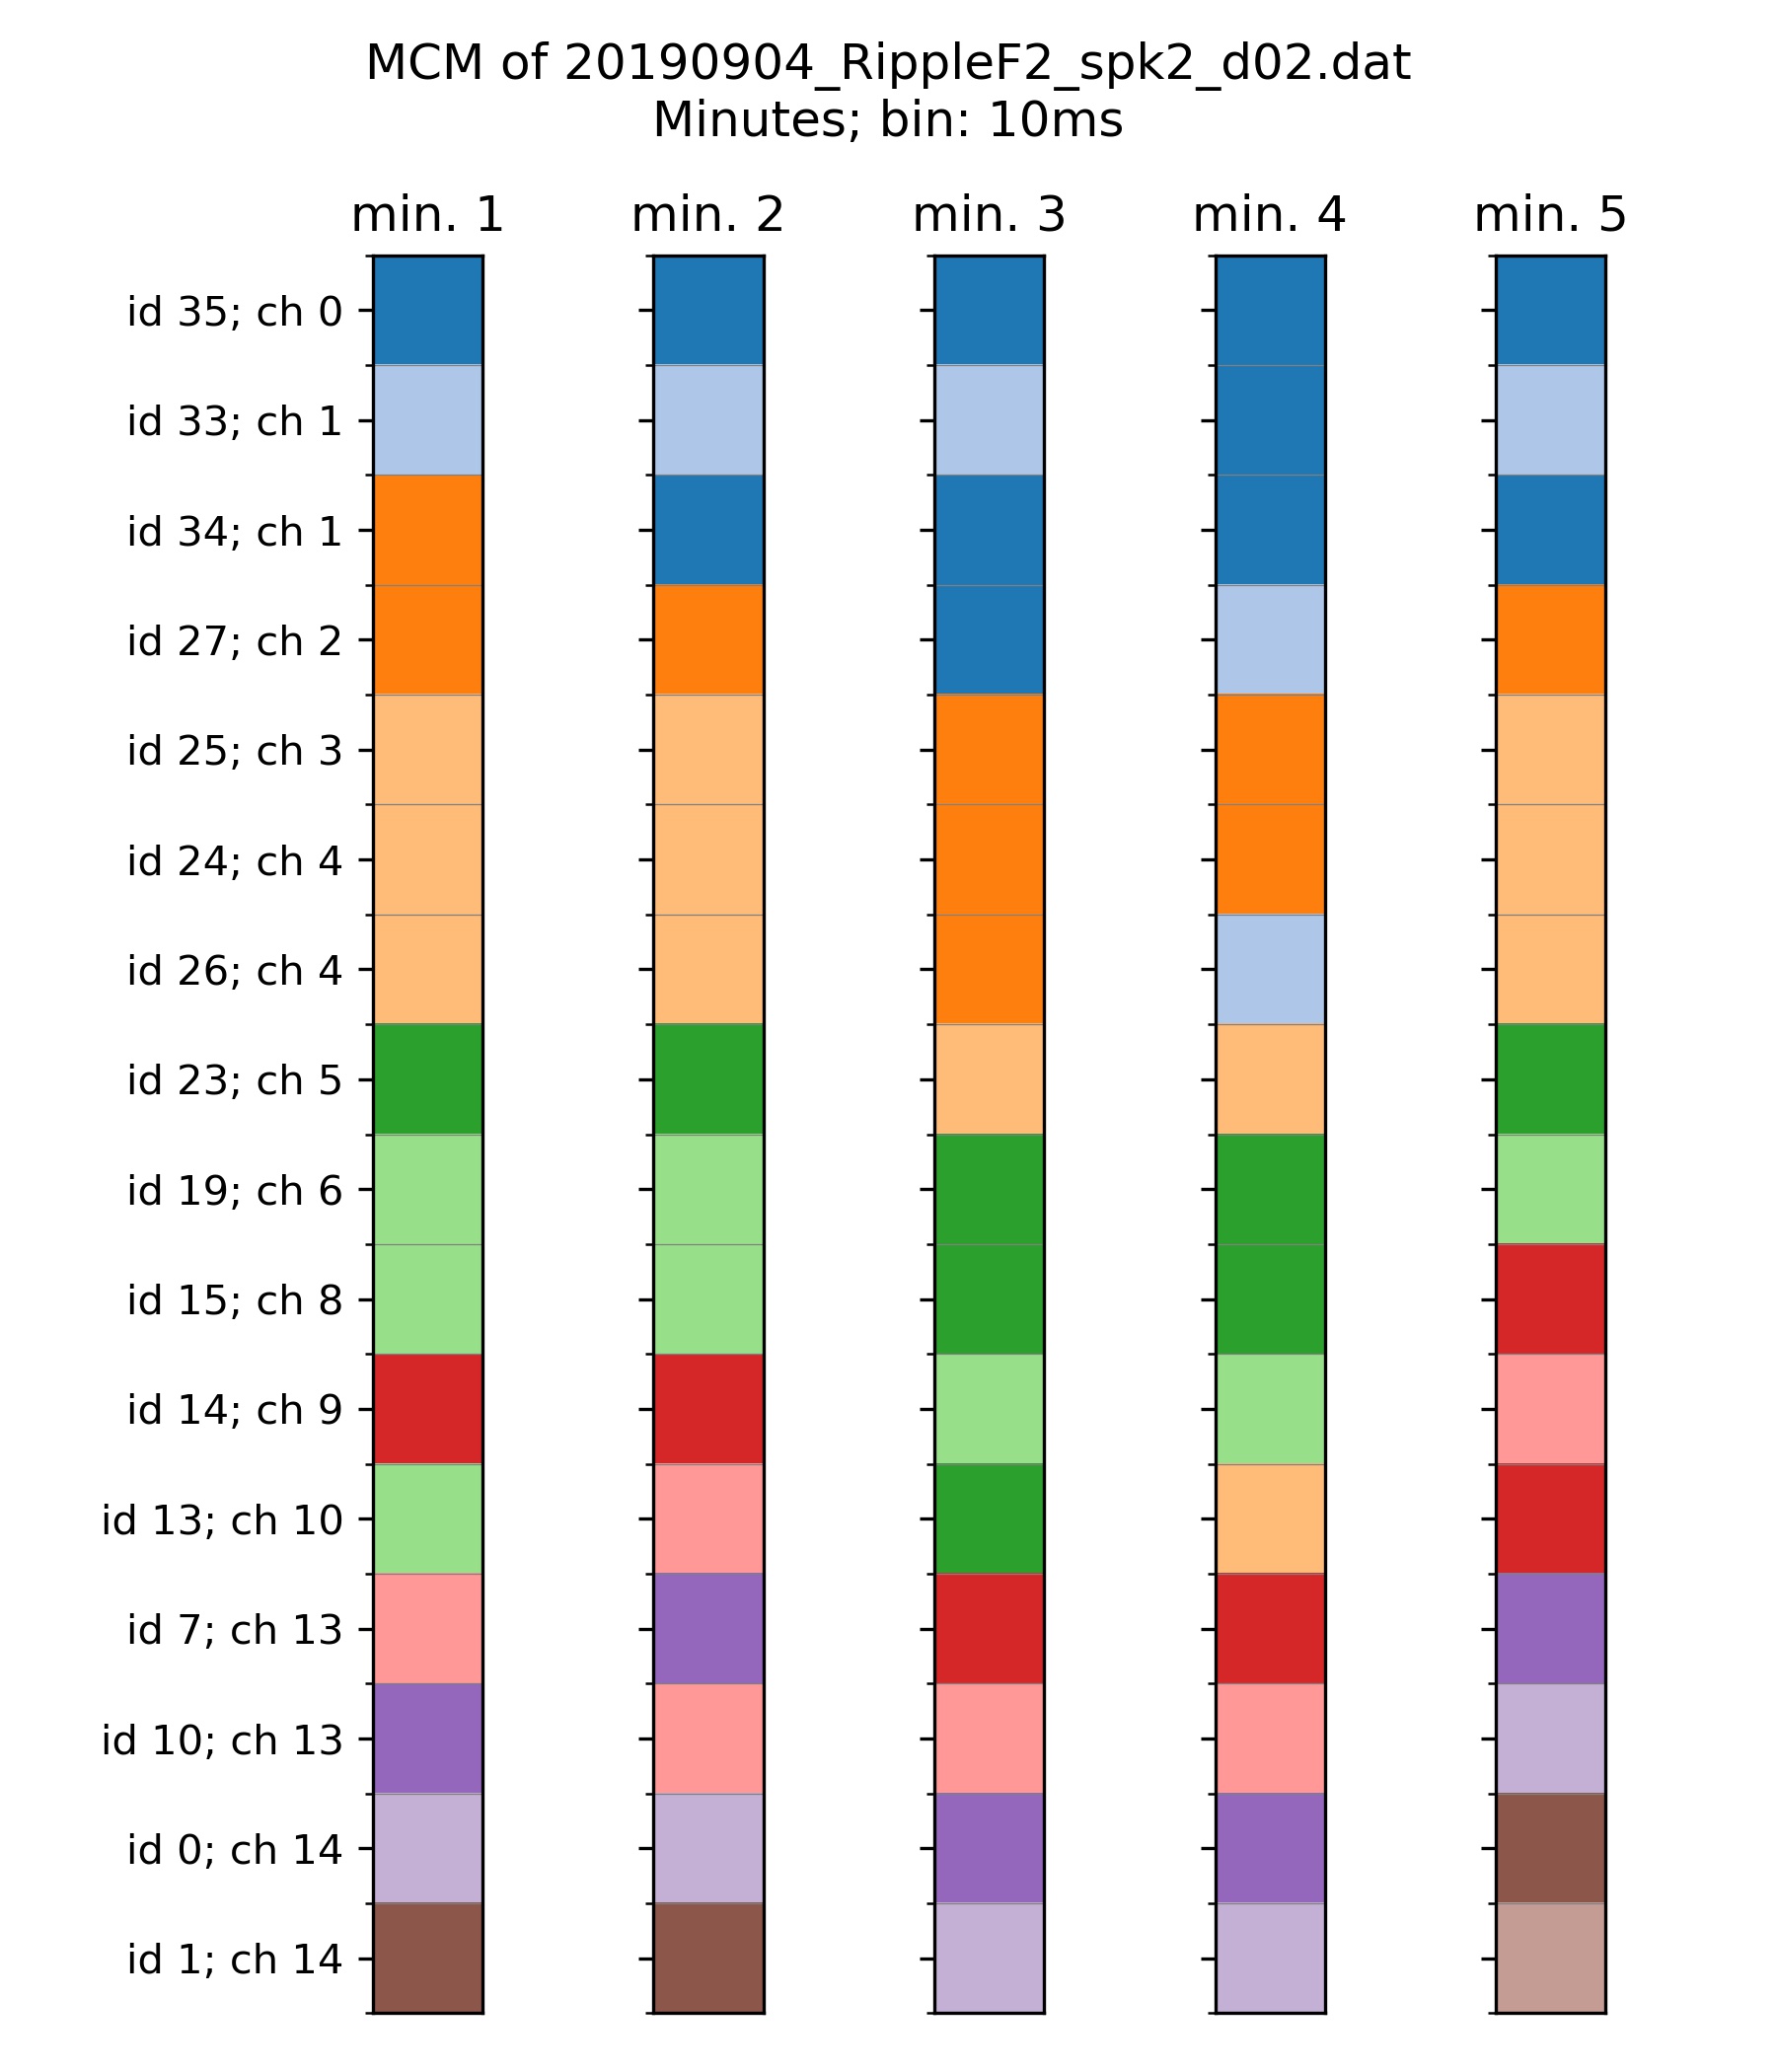 MCM of 20190904_RippleF2_spk2_d02.dat
Minutes; bin: 10ms
min. 1 min. 2 min. 3 min. 4 min. 5
id 35; ch 0
id 33; ch 1
id 34; ch 1
id 27; ch 2
id 25; ch 3
id 24; ch 4
id 26; ch 4
id 23; ch 5
id 19; ch 6
id 15; ch 8
id 14; ch 9
id 13; ch 10
id 7; ch 13
id 10; ch 13
id 0; ch 14
id 1; ch 14